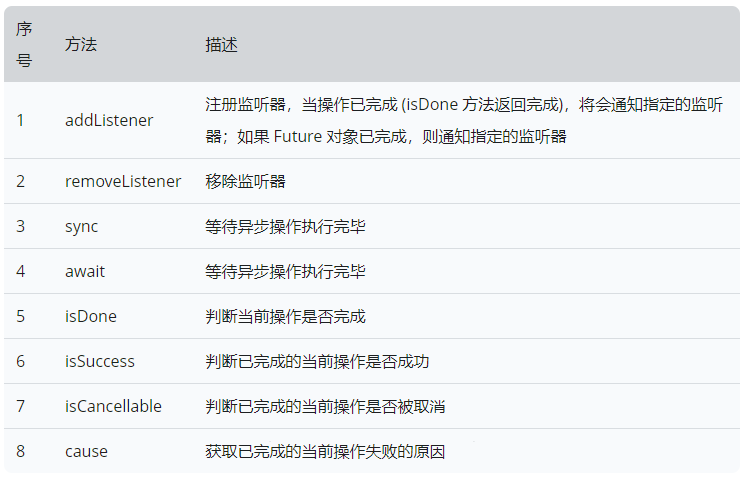 序号 方法 描述
1 addListener 注册监听器，当操作已完成 (isDone 方法返回完成)，将会通知指定的监听
器；如果 Future 对象已完成，则通知指定的监听器
2 removeListener 移除监听器
3 sync 等待异步操作执行完毕
4 await 等待异步操作执行完毕
5 isDone 判断当前操作是否完成
6 isSuccess 判断已完成的当前操作是否成功
7 isCancellable 判断已完成的当前操作是否被取消
8 cause 获取已完成的当前操作失败的原因